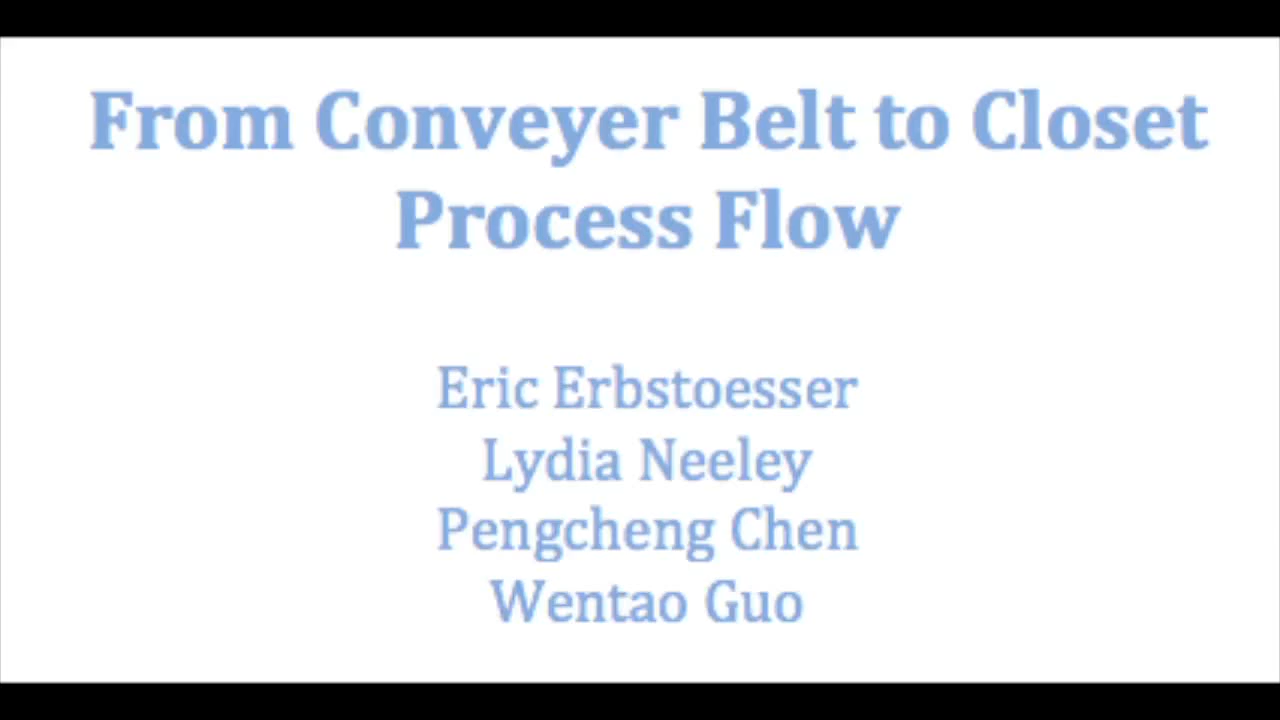 From Conveyer Belt to Closet
Process Flow
Eric Erbstoesser
Lydia Neeley
Pengcheng Chen
Wentao Guo